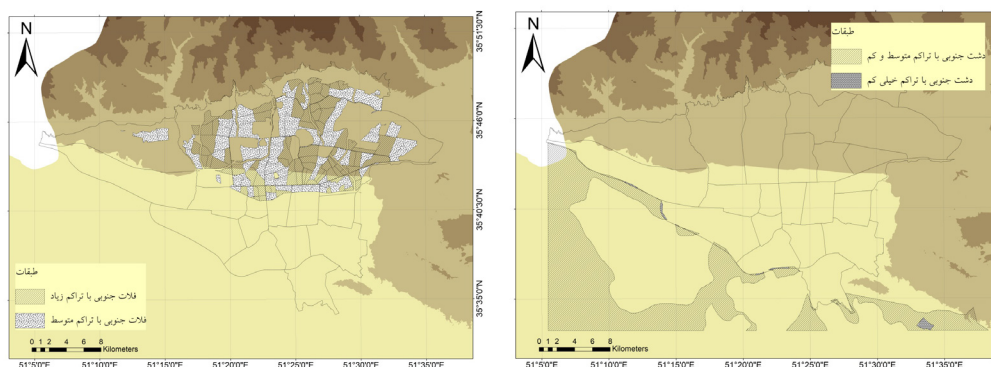 N
طبقات
فلات جنوبی با تراکم زیاد
فلات جنوبی با تراکم متوسط
0 1 2 4 6 8
Kilometers
51°5'0"E 51°10'0"E 51°15'0"E 51°20'0"E 51°25'0"E 51°30'0"E 51°35'0"E
35°51'30"N
35°46'0"N
35°40'30"N
35°35'0"N
N
طبقات
دشت جنوبی با تراکم متوسط و کم
دشت جنوبی با تراکم خیلی کم
0 1 2 4 6 8
Kilometers
51°5'0"E 51°10'0"E 51°15'0"E 51°20'0"E 51°25'0"E 51°30'0"E 51°35'0"E